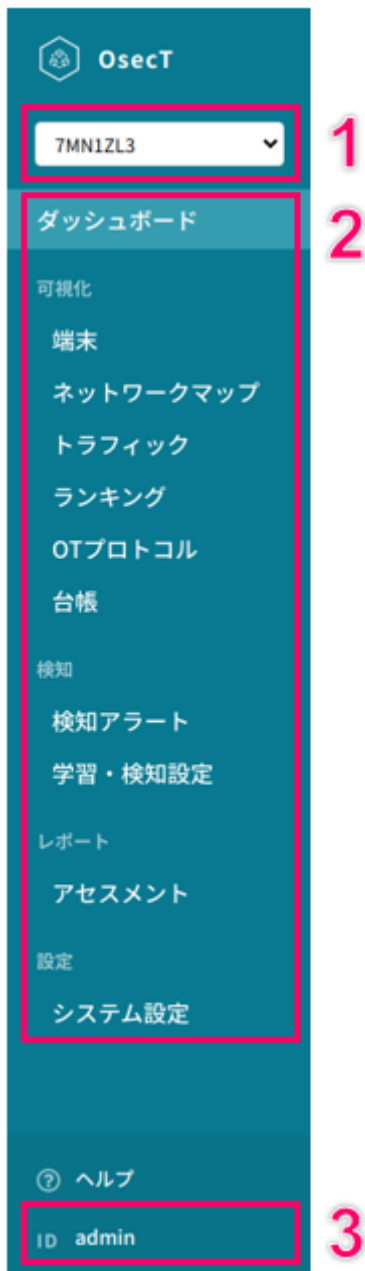 OsecT
7MN1ZL3
1
ダッシュボード
2
可視化
端末
ネットワークマップ
トラフィック
ランキング
OTプロトコル
台帳
検知
検知アラート
学習・検知設定
レポート
アセスメント
設定
システム設定
? ヘルプ
ID admin
3